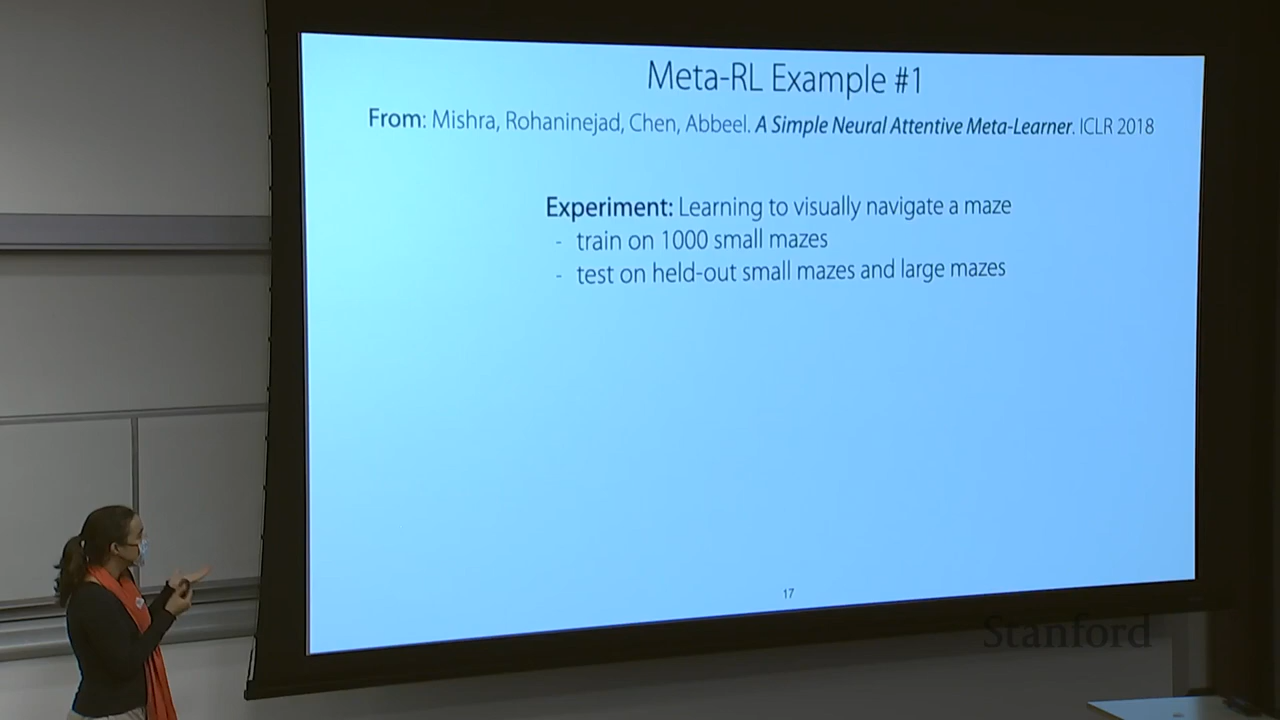 Meta-RL Example #1
From: Mishra, Rohaninejad, Chen, Abbeel. A Simple Neural Attentive Meta-Learner. ICLR 2018
Experiment: Learning to visually navigate a maze
- train on 1000 small mazes
- test on held-out small mazes and large mazes
17
Stanford